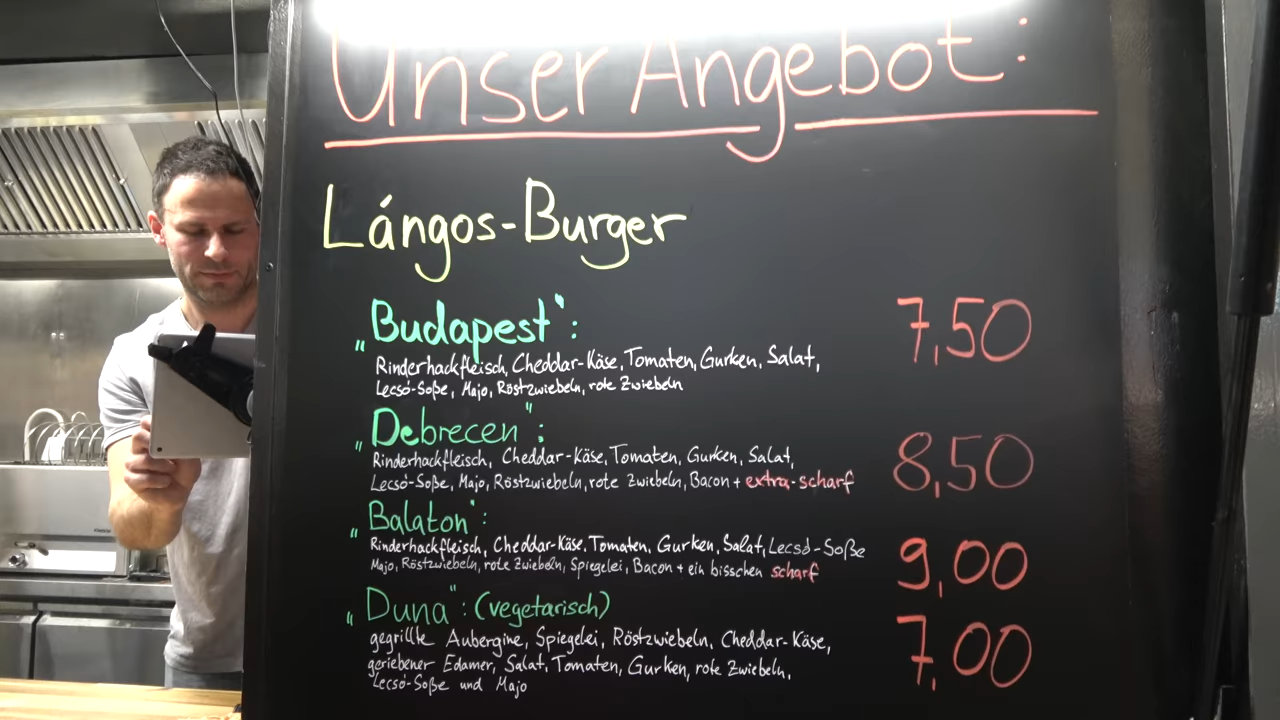 Unser Angebot:
Lángos-Burger
„Budapest“: 7,50
Rinderhackfleisch, Cheddar-Käse, Tomaten, Gurken, Salat,
Lecsó-Soße, Majo, Röstzwiebeln, rote Zwiebeln
„Debrecen“: 8,50
Rinderhackfleisch, Cheddar-Käse, Tomaten, Gurken, Salat,
Lecsó-Soße, Majo, Röstzwiebeln, rote Zwiebeln, Bacon + extra-scharf
„Balaton“: 9,00
Rinderhackfleisch, Cheddar-Käse, Tomaten, Gurken, Salat, Lecsó-Soße
Majo, Röstzwiebeln, rote Zwiebeln, Spiegelei, Bacon + ein bisschen scharf
„Duna“: (vegetarisch) 7,00
gegrillte Aubergine, Spiegelei, Röstzwiebeln, Cheddar-Käse,
geriebener Edamer, Salat, Tomaten, Gurken, rote Zwiebeln,
Lecsó-Soße und Majo